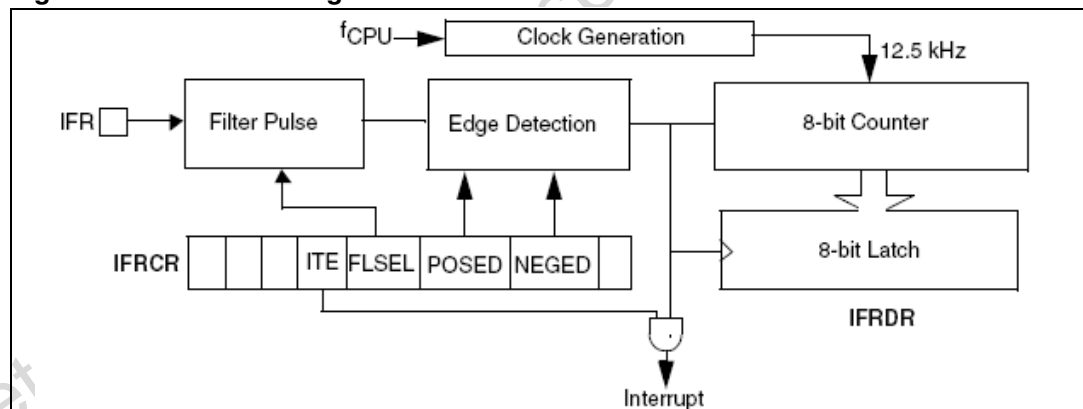 fCPU
Clock Generation
12.5 kHz
IFR
Filter Pulse
Edge Detection
8-bit Counter
IFRCR
ITE
FLSEL
POSED
NEGED
8-bit Latch
IFRDR
Interrupt